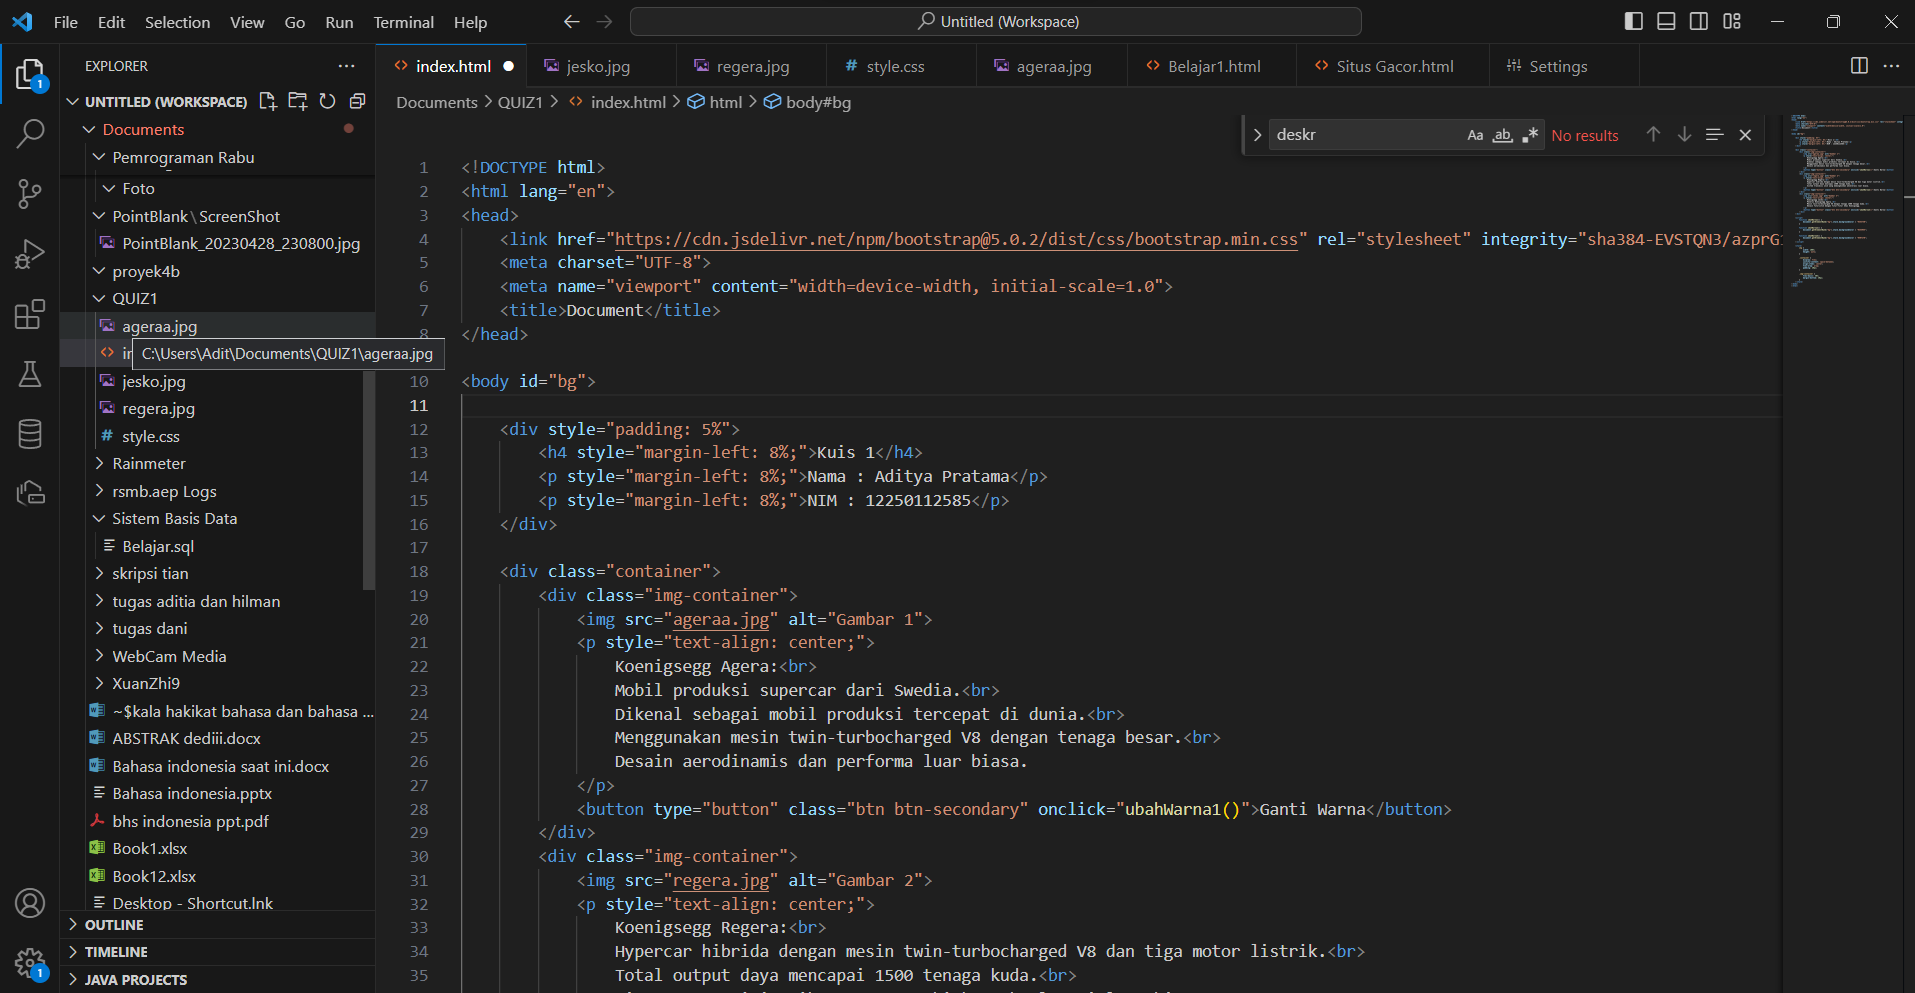 File Edit Selection View Go Run Terminal Help
Untitled (Workspace)
EXPLORER
UNTITLED (WORKSPACE)
Documents
Pemrograman Rabu
Foto
PointBlank\ScreenShot
PointBlank_20230428_230800.jpg
proyek4b
QUIZ1
ageraa.jpg
C:\Users\Adit\Documents\QUIZ1\ageraa.jpg
jesko.jpg
regera.jpg
style.css
Rainmeter
rsmb.aep Logs
Sistem Basis Data
Belajar.sql
skripsi tian
tugas aditia dan hilman
tugas dani
WebCam Media
XuanZhi9
~$kala hakikat bahasa dan bahasa ...
ABSTRAK dediii.docx
Bahasa indonesia saat ini.docx
Bahasa indonesia.pptx
bhs indonesia ppt.pdf
Book1.xlsx
Book12.xlsx
Desktop - Shortcut.lnk
OUTLINE
TIMELINE
JAVA PROJECTS
1
1
index.html jesko.jpg regera.jpg style.css ageraa.jpg Belajar1.html Situs Gacor.html Settings
Documents > QUIZ1 > index.html > html > body#bg
deskr Aa ab No results
1 <!DOCTYPE html>
2 <html lang="en">
3 <head>
4 <link href="https://cdn.jsdelivr.net/npm/bootstrap@5.0.2/dist/css/bootstrap.min.css" rel="stylesheet" integrity="sha384-EVSTQN3/azprG1
5 <meta charset="UTF-8">
6 <meta name="viewport" content="width=device-width, initial-scale=1.0">
7 <title>Document</title>
8 </head>
10 <body id="bg">
11
12 <div style="padding: 5%">
13 <h4 style="margin-left: 8%;">Kuis 1</h4>
14 <p style="margin-left: 8%;">Nama : Aditya Pratama</p>
15 <p style="margin-left: 8%;">NIM : 12250112585</p>
16 </div>
17
18 <div class="container">
19 <div class="img-container">
20 <img src="ageraa.jpg" alt="Gambar 1">
21 <p style="text-align: center;">
22 Koenigsegg Agera:<br>
23 Mobil produksi supercar dari Swedia.<br>
24 Dikenal sebagai mobil produksi tercepat di dunia.<br>
25 Menggunakan mesin twin-turbocharged V8 dengan tenaga besar.<br>
26 Desain aerodinamis dan performa luar biasa.
27 </p>
28 <button type="button" class="btn btn-secondary" onclick="ubahWarna1()">Ganti Warna</button>
29 </div>
30 <div class="img-container">
31 <img src="regera.jpg" alt="Gambar 2">
32 <p style="text-align: center;">
33 Koenigsegg Regera:<br>
34 Hypercar hibrida dengan mesin twin-turbocharged V8 dan tiga motor listrik.<br>
35 Total output daya mencapai 1500 tenaga kuda.<br>